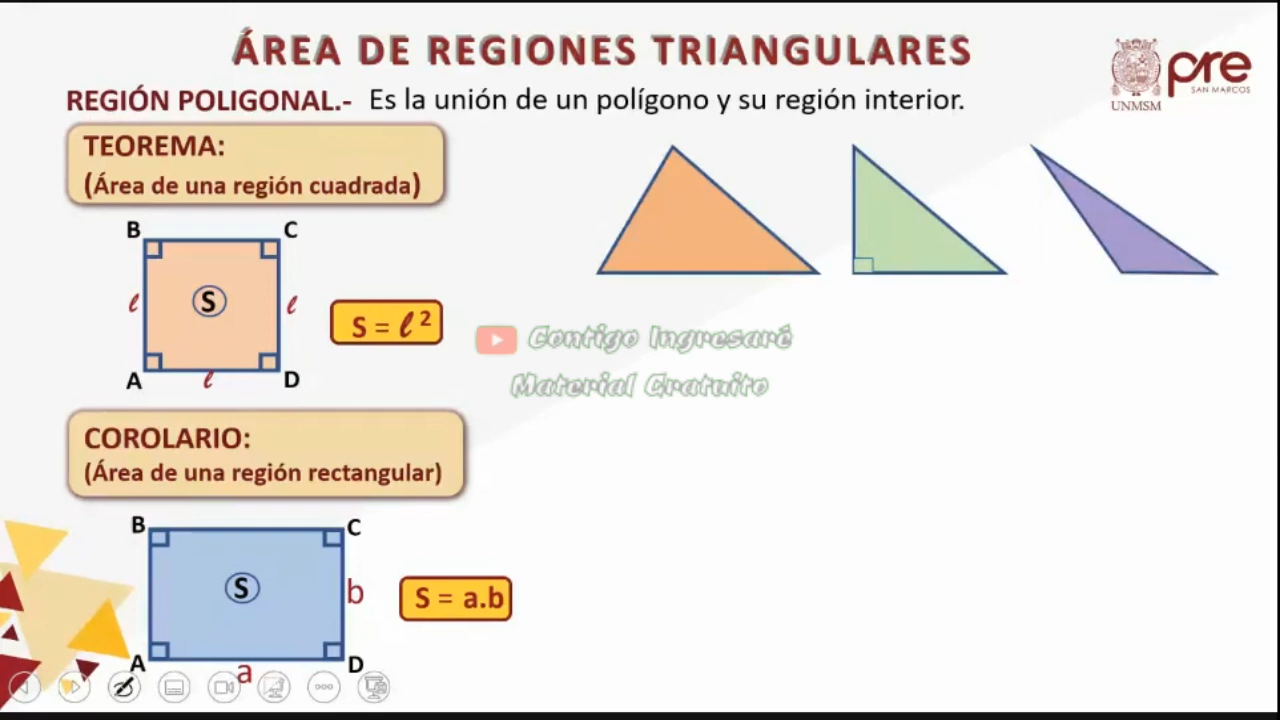 ÁREA DE REGIONES TRIANGULARES
UNMSM
pre
SAN MARCOS
REGIÓN POLIGONAL.- Es la unión de un polígono y su región interior.
TEOREMA:
(Área de una región cuadrada)
B
C
ℓ
S
ℓ
A
ℓ
D
S = ℓ²
Contigo Ingresaré
Material Gratuito
COROLARIO:
(Área de una región rectangular)
B
C
S
b
A
a
D
S = a.b